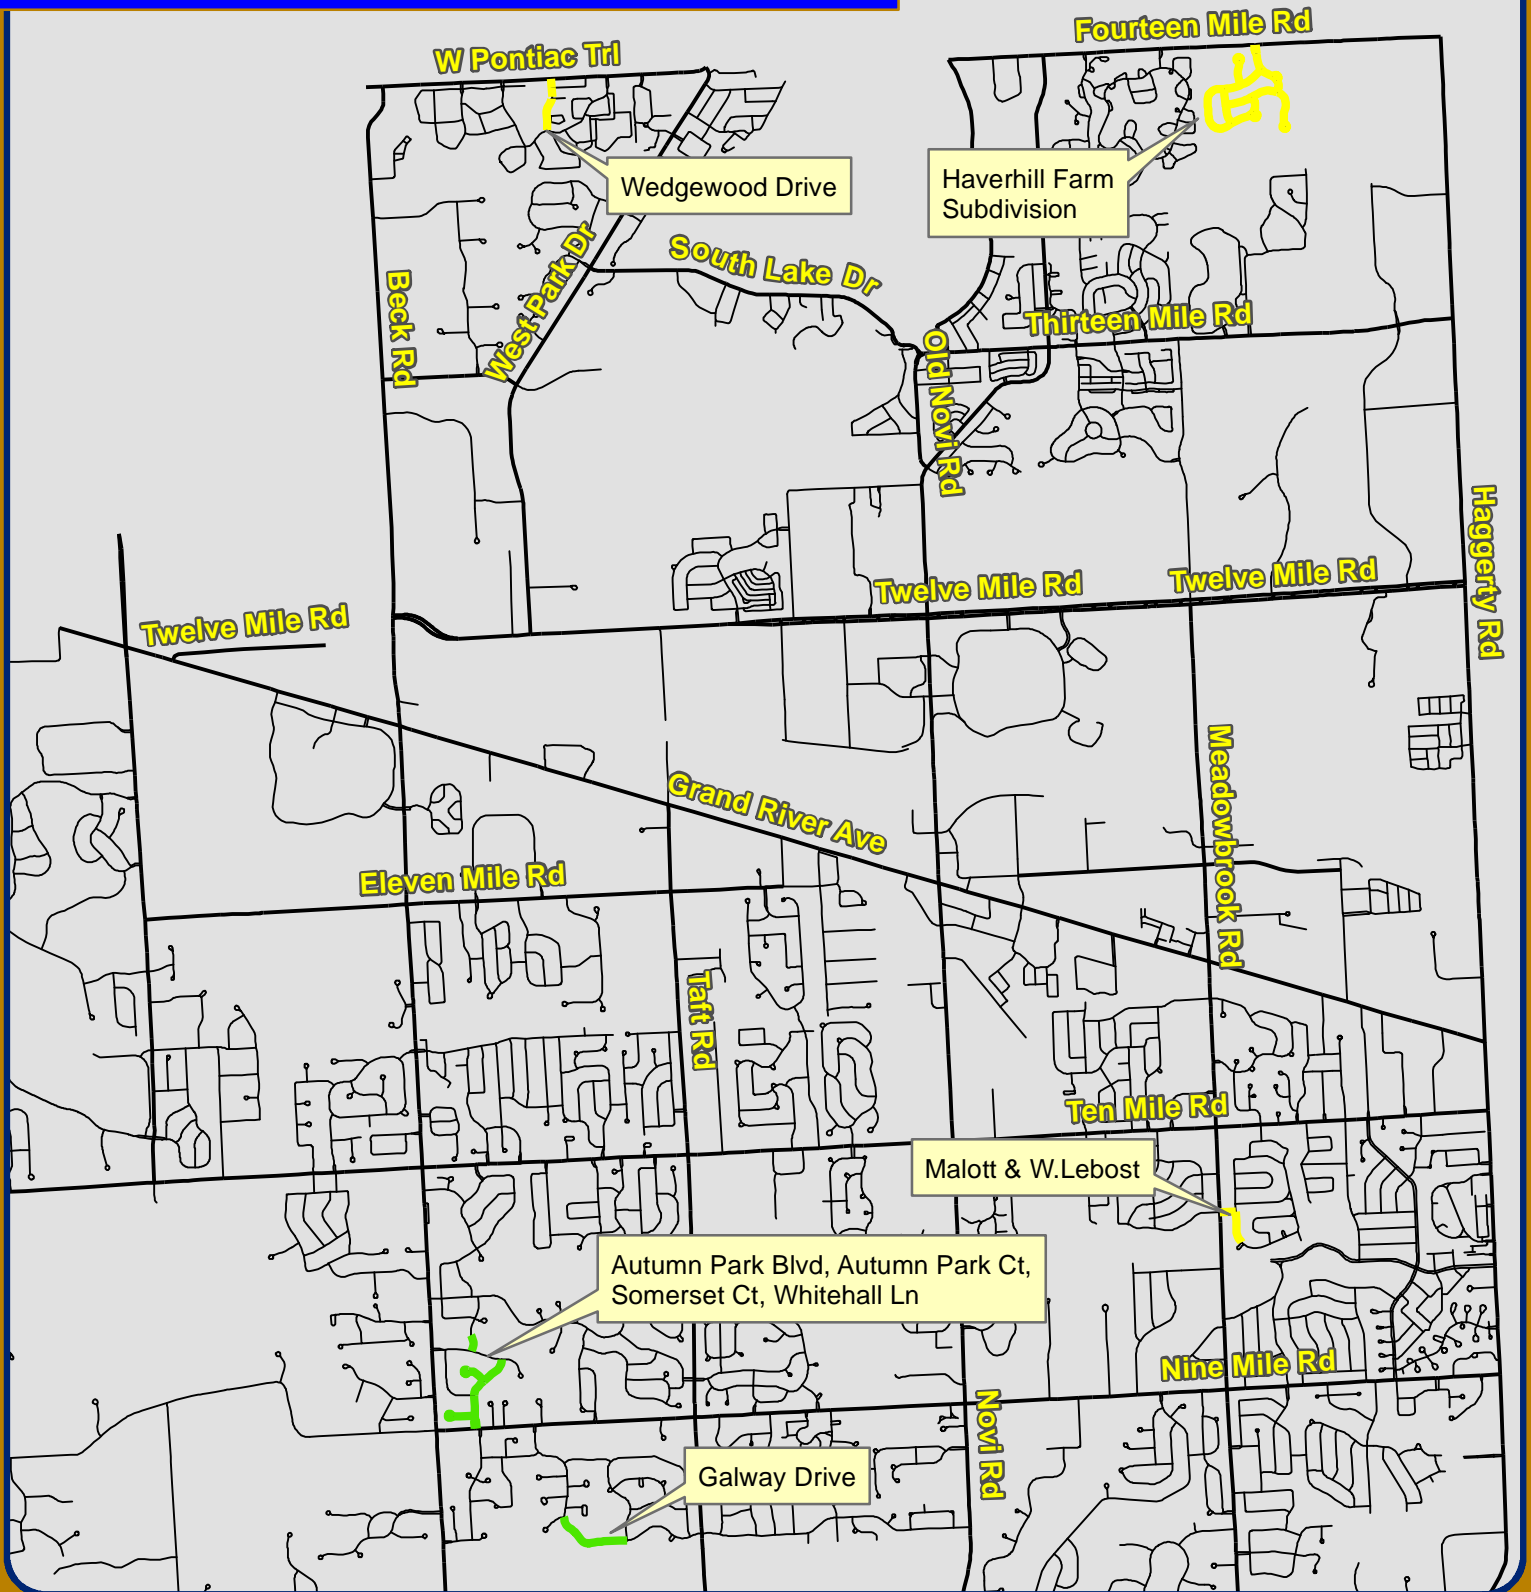 Fourteen Mile Rd
W Pontiac Trl
Wedgewood Drive
Haverhill Farm
Subdivision
South Lake Dr
West Park Dr
Beck Rd
Thirteen Mile Rd
Old Novi Rd
Haggerty Rd
Twelve Mile Rd
Twelve Mile Rd
Twelve Mile Rd
Meadowbrook Rd
Grand River Ave
Eleven Mile Rd
Taft Rd
Ten Mile Rd
Malott & W.Lebost
Autumn Park Blvd, Autumn Park Ct,
Somerset Ct, Whitehall Ln
Nine Mile Rd
Novi Rd
Galway Drive